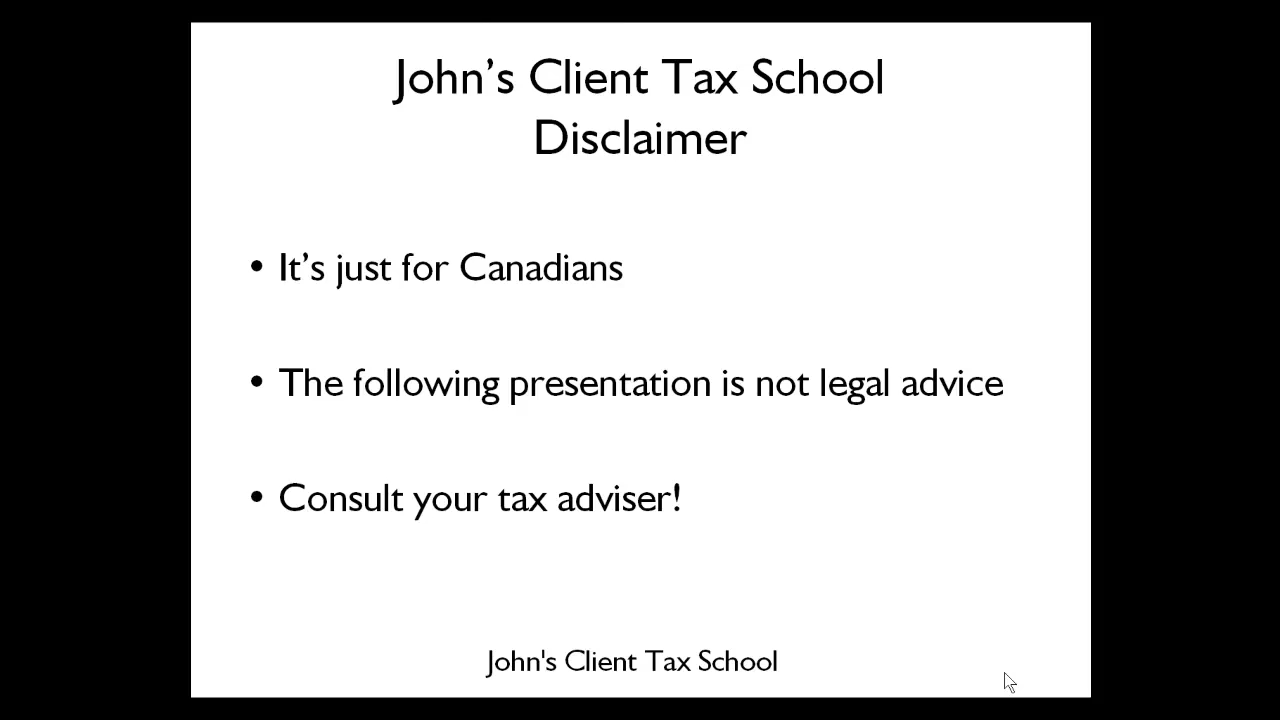 John’s Client Tax School
Disclaimer
• It’s just for Canadians
• The following presentation is not legal advice
• Consult your tax adviser!
John's Client Tax School